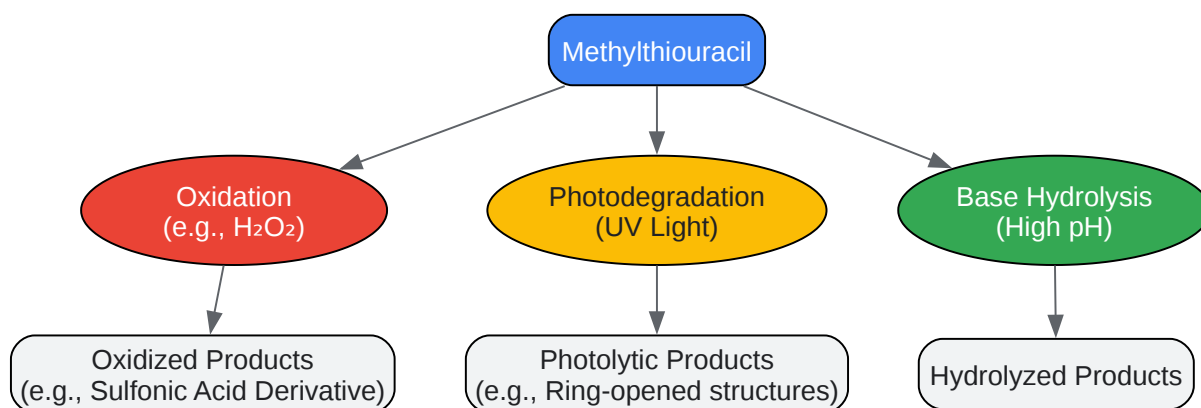 Methylthiouracil
Oxidation
(e.g., H₂O₂)
Photodegradation
(UV Light)
Base Hydrolysis
(High pH)
Oxidized Products
(e.g., Sulfonic Acid Derivative)
Photolytic Products
(e.g., Ring-opened structures)
Hydrolyzed Products